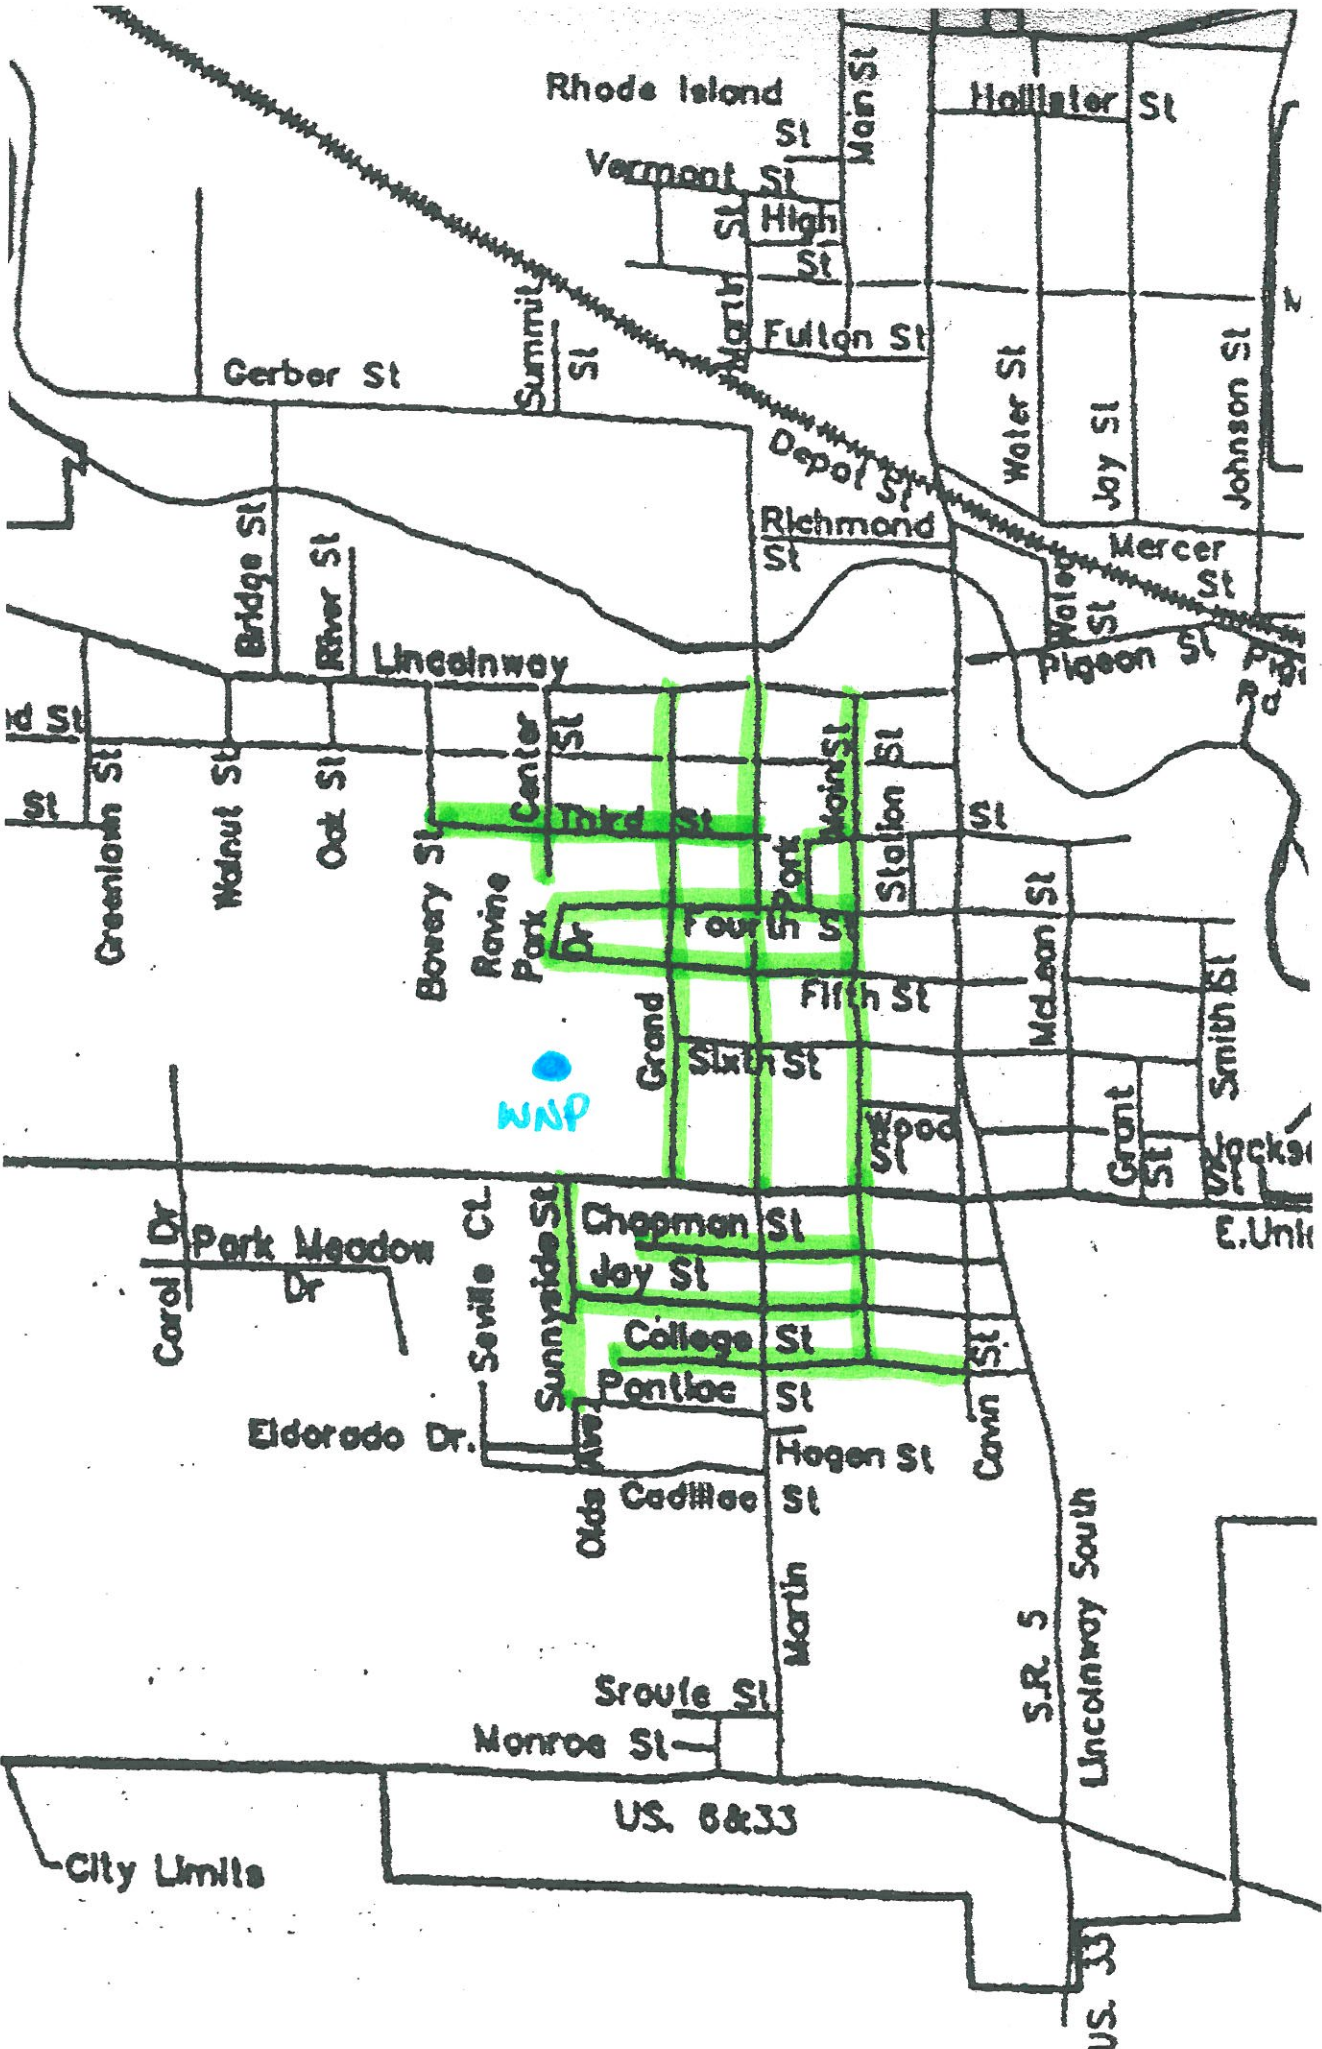 Rhode Island
St
Main St
Hollister St
Vermont St
High
St
St
North
Fulton St
Summit
St
Gerber St
Water St
Jay St
Johnson St
Depot St
Richmond
St
Mercer
St
Water
St
Bridge St
River St
Lincolnway
Pigeon St
Rd
St
Greenlawn St
Walnut St
Oak St
Bowery St
Center
St
Third St
Main St
Station St
St
Park
Ravine
Park
Dr
Fourth St
Fifth St
McLean St
Smith St
Grand
Sixth St
WNP
Wood
St
Grant
St
St
E.Uni
Carol Dr
Park Meadow
Dr
Seville Ct.
Sunnyside St
Chapman St
Jay St
College St
Pontiac St
Cavin St
Eldorado Dr.
Olds Ave
Hagen St
Cadillac St
Martin
S.R. 5
Lincolnway South
Sroufe St
Monroe St
US. 6&33
City Limits
US. 33